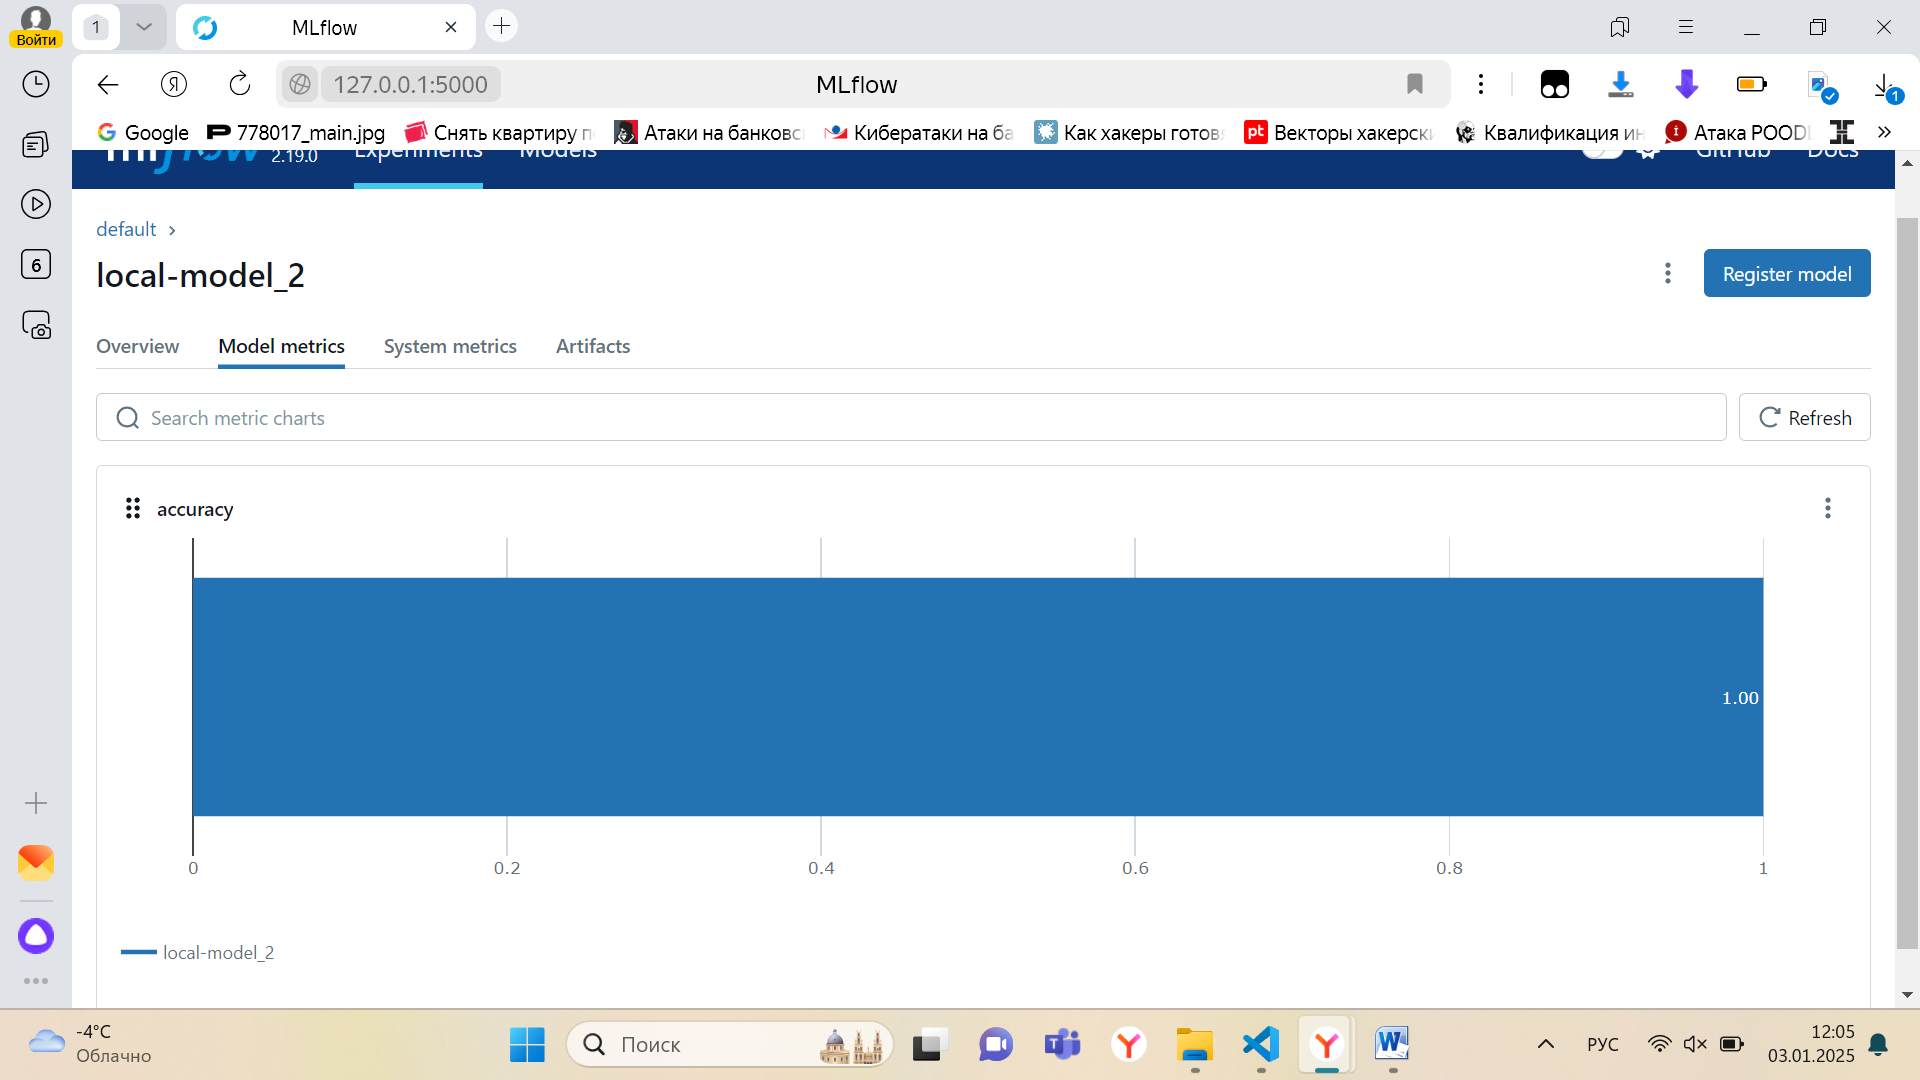 Войти
1
MLflow
127.0.0.1:5000
MLflow
1
Google
778017_main.jpg
Снять квартиру п
Атаки на банковс
Кибератаки на ба
Как хакеры готов
pt
Векторы хакерски
Квалификация ин
Атака POODL
mlflow 2.19.0
Experiments
Models
GitHub
Docs
6
default
local-model_2
Register model
Overview
Model metrics
System metrics
Artifacts
Search metric charts
Refresh
accuracy
1.00
0
0.2
0.4
0.6
0.8
1
local-model_2
-4°C
Облачно
Поиск
РУС
12:05
03.01.2025